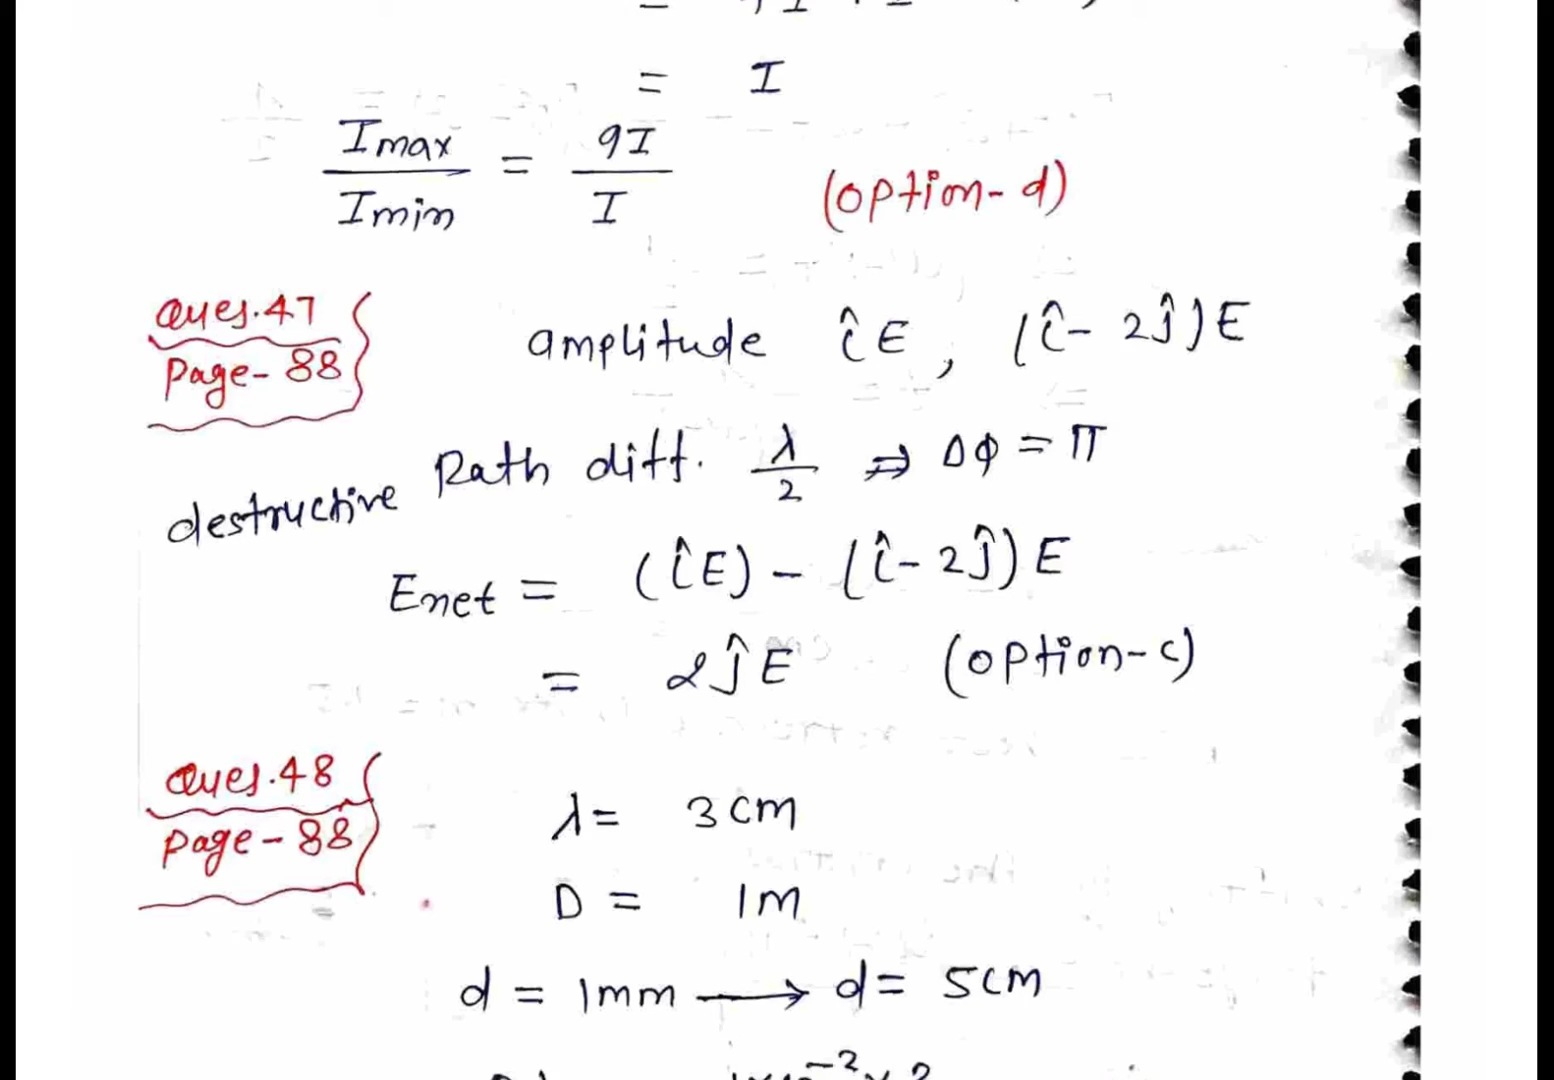 = I
Imax / Imin = 9I / I (option-d)
Ques.47
Page-88
amplitude îE, (î-2ĵ)E
destructive Path diff. λ/2 ⇒ Δφ = π
Enet = (îE) - (î-2ĵ)E
= 2ĵE (option-c)
Ques.48
Page-88
λ= 3cm
D = 1M
d = 1mm → d= 5cm